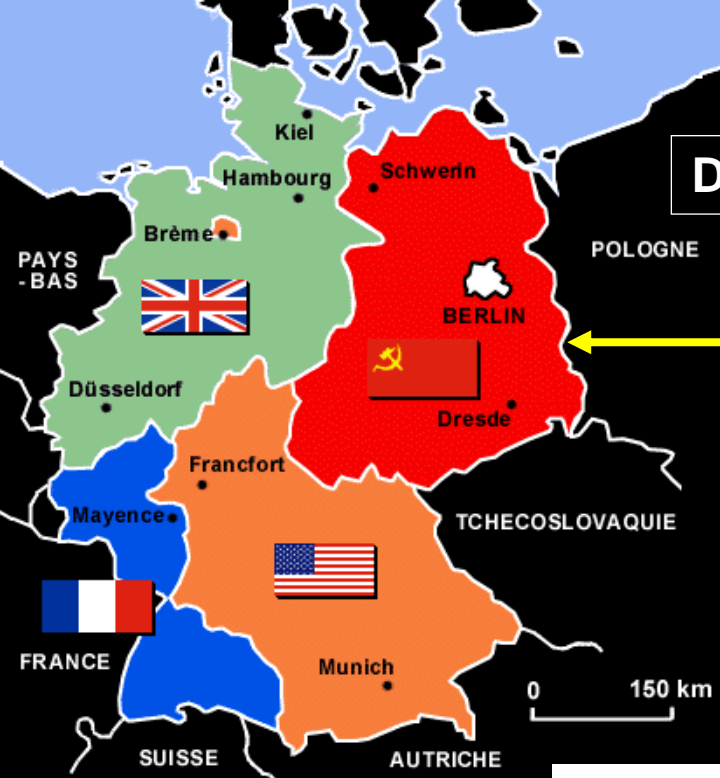 Kiel
Schwerin
D
Hambourg
Brème
PAYS
-BAS
POLOGNE
BERLIN
Düsseldorf
Dresde
Francfort
Mayence
TCHECOSLOVAQUIE
FRANCE
Munich
0 150 km
SUISSE
AUTRICHE